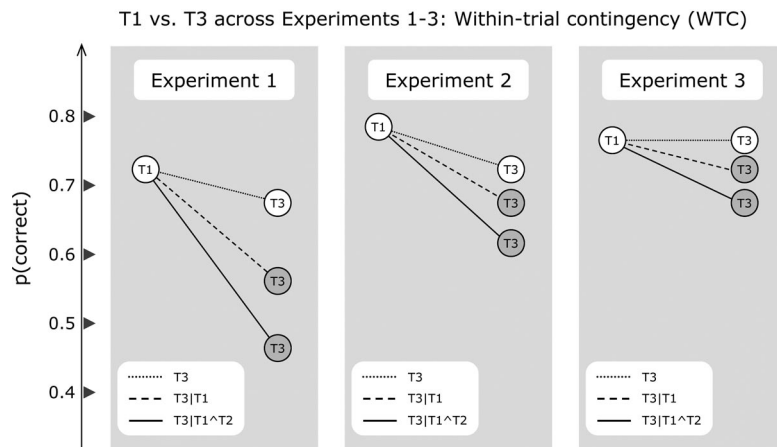 T1 vs. T3 across Experiments 1-3: Within-trial contingency (WTC)
p(correct)
0.8
0.7
0.6
0.5
0.4
Experiment 1
T1
T3
T3
T3
T3
T3|T1
T3|T1^T2
Experiment 2
T1
T3
T3
T3
T3
T3|T1
T3|T1^T2
Experiment 3
T1
T3
T3
T3
T3
T3|T1
T3|T1^T2